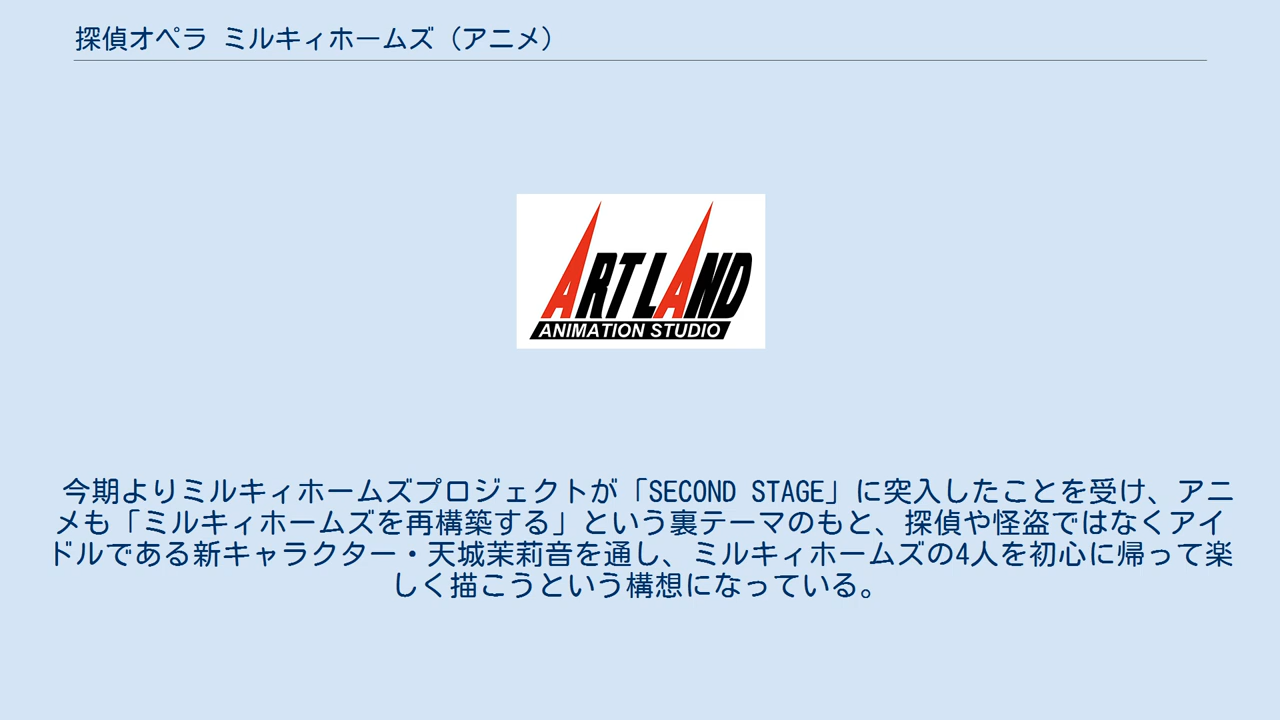 探偵オペラ ミルキィホームズ（アニメ）
ARTLAND
ANIMATION STUDIO
今期よりミルキィホームズプロジェクトが「SECOND STAGE」に突入したことを受け、アニ
メも「ミルキィホームズを再構築する」という裏テーマのもと、探偵や怪盗ではなくアイ
ドルである新キャラクター・天城茉莉音を通し、ミルキィホームズの4人を初心に帰って楽
しく描こうという構想になっている。